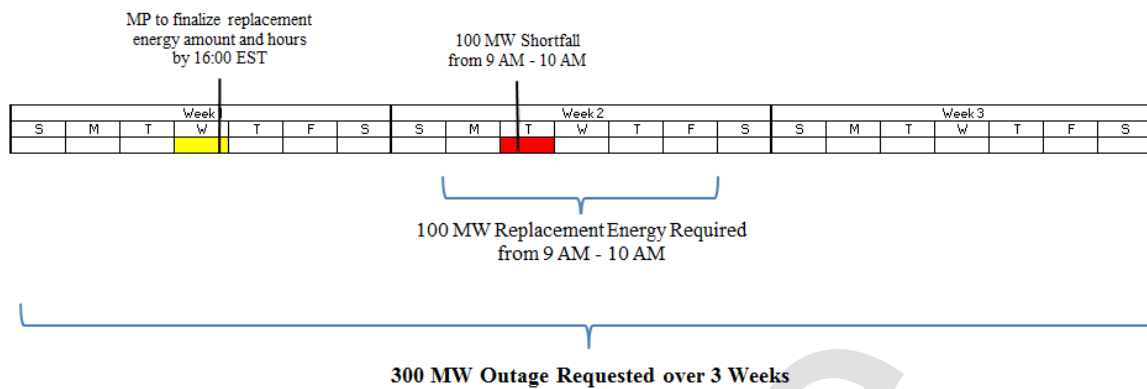 MP to finalize replacement
energy amount and hours
by 16:00 EST
100 MW Shortfall
from 9 AM - 10 AM
Week 1 Week 2 Week 3
S M T W T F S S M T W T F S S M T W T F S
100 MW Replacement Energy Required
from 9 AM - 10 AM
300 MW Outage Requested over 3 Weeks